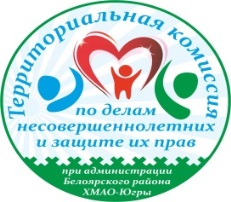 Территориальная комиссия
по делам
несовершеннолетних
и защите их прав
при администрации
Белоярского района
ХМАО-Югры